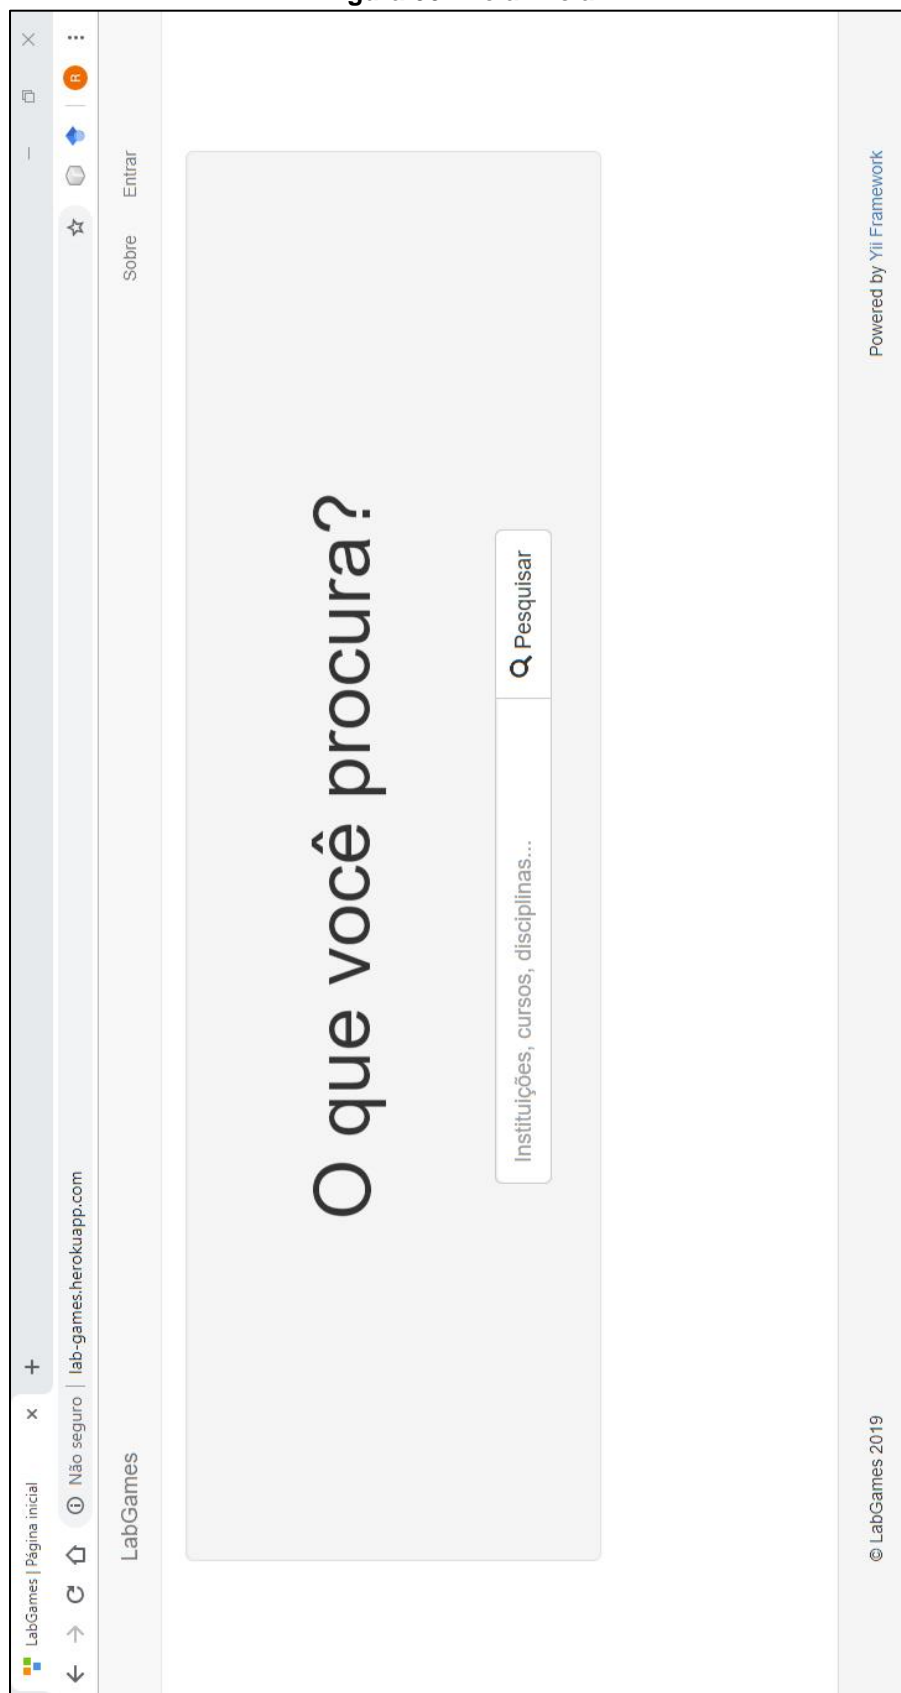 LabGames | Página inicial
Não seguro | lab-games.herokuapp.com
R
LabGames
Sobre Entrar
O que você procura?
Instituições, cursos, disciplinas...
Pesquisar
© LabGames 2019
Powered by Yii Framework